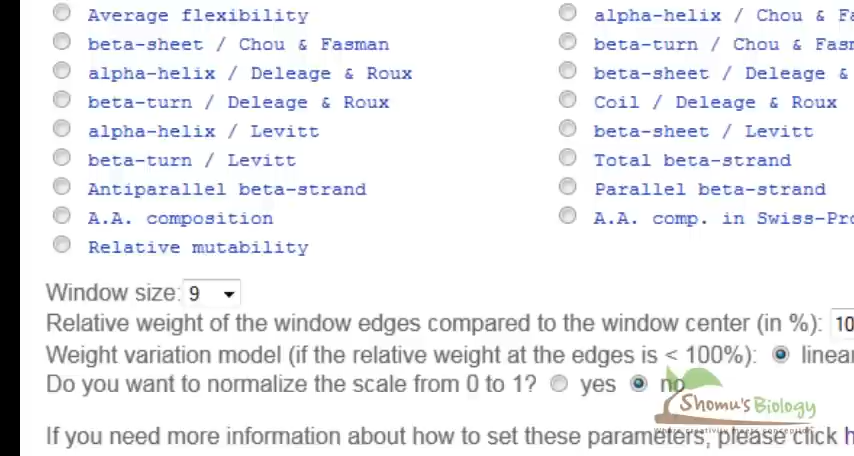 Average flexibility alpha-helix / Chou &
beta-sheet / Chou & Fasman beta-turn / Chou &
alpha-helix / Deleage & Roux beta-sheet / Deleage &
beta-turn / Deleage & Roux Coil / Deleage & Roux
alpha-helix / Levitt beta-sheet / Levitt
beta-turn / Levitt Total beta-strand
Antiparallel beta-strand Parallel beta-strand
A.A. composition A.A. comp. in
Relative mutability
Window size: 9
Relative weight of the window edges compared to the window center (in %): 10
Weight variation model (if the relative weight at the edges is < 100%): linear
Do you want to normalize the scale from 0 to 1? yes no
Shomu's Biology
If you need more information about how to set these parameters, please click